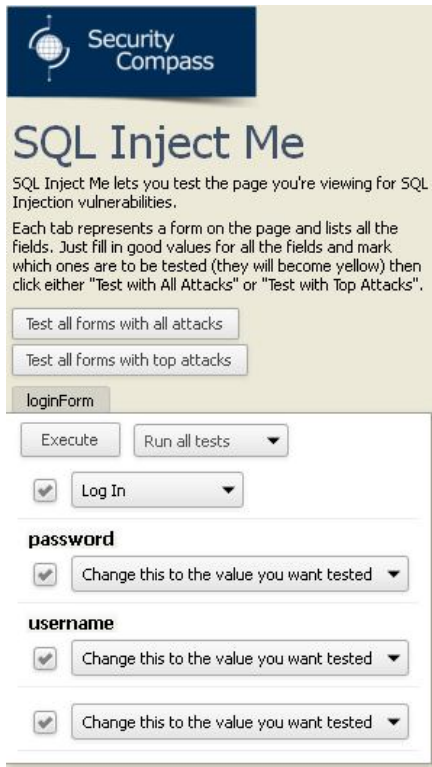 Security
Compass
SQL Inject Me
SQL Inject Me lets you test the page you're viewing for SQL
Injection vulnerabilities.
Each tab represents a form on the page and lists all the
fields. Just fill in good values for all the fields and mark
which ones are to be tested (they will become yellow) then
click either "Test with All Attacks" or "Test with Top Attacks".
Test all forms with all attacks
Test all forms with top attacks
loginForm
Execute Run all tests
Log In
password
Change this to the value you want tested
username
Change this to the value you want tested
Change this to the value you want tested